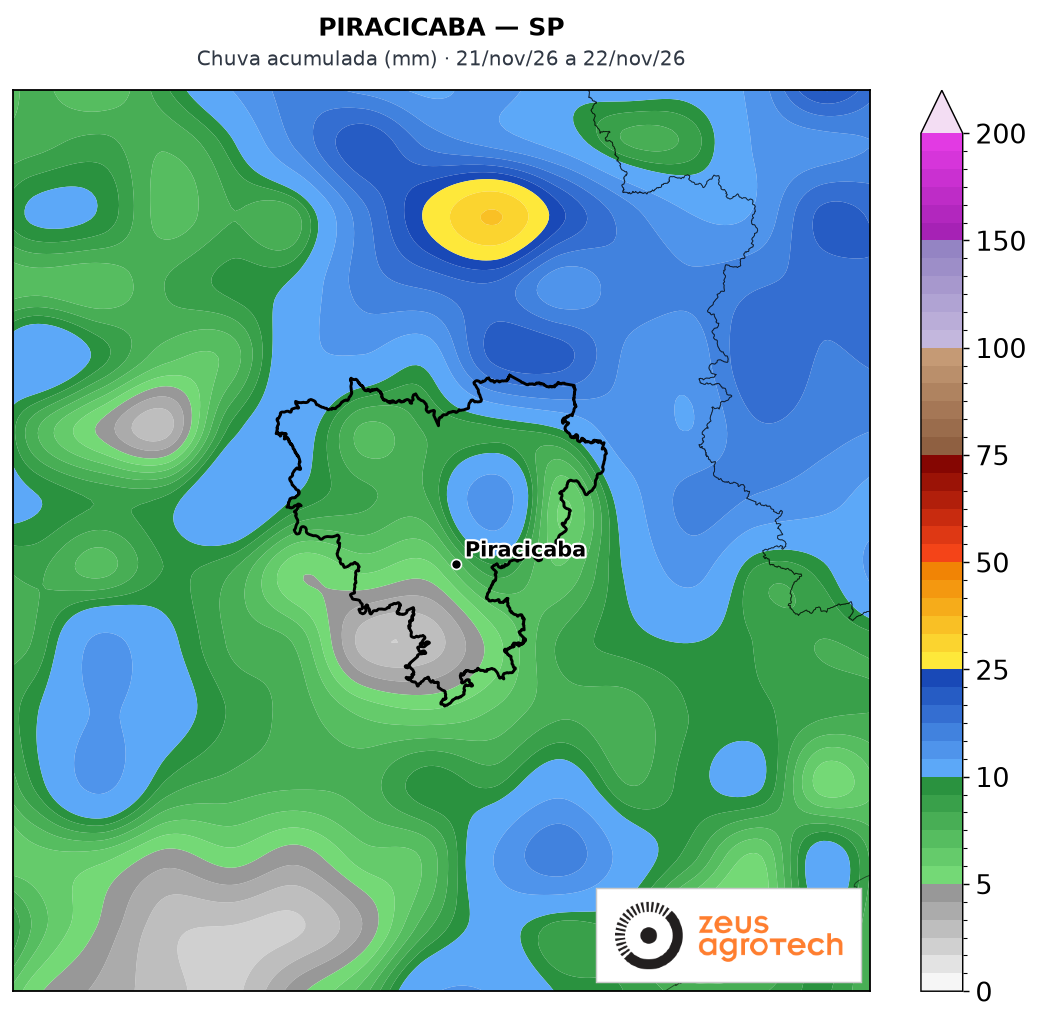 PIRACICABA — SP
Chuva acumulada (mm) · 21/nov/26 a 22/nov/26
200
150
100
75
50
25
10
5
0
Piracicaba
zeus
agrotech